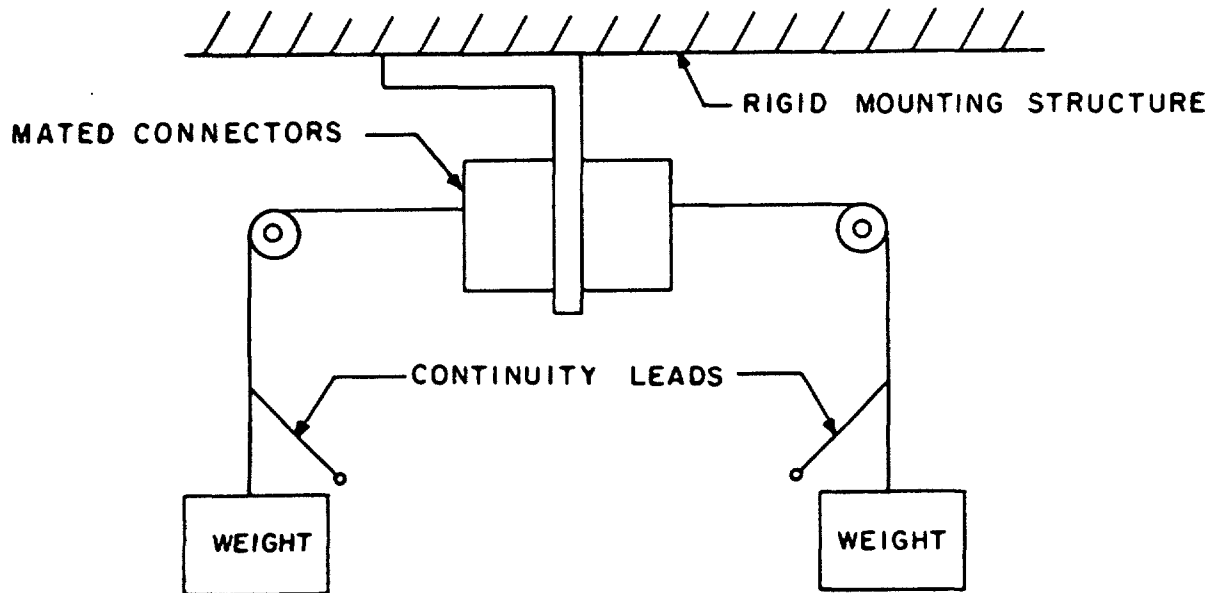 RIGID MOUNTING STRUCTURE
MATED CONNECTORS
CONTINUITY LEADS
WEIGHT
WEIGHT